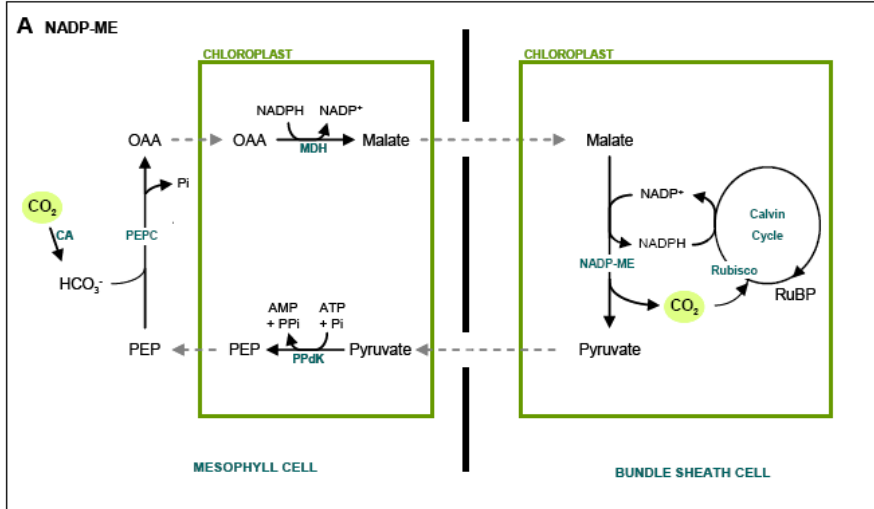 A NADP-ME
CHLOROPLAST
CHLOROPLAST
NADPH NADP⁺
OAA OAA Malate Malate
MDH
Pi
NADP⁺
CO₂
Calvin
Cycle
CA PEPC
NADPH
NADP-ME
Rubisco
HCO₃⁻
RuBP
CO₂
AMP ATP
+ PPi + Pi
PEP PEP Pyruvate Pyruvate
PPdK
MESOPHYLL CELL
BUNDLE SHEATH CELL